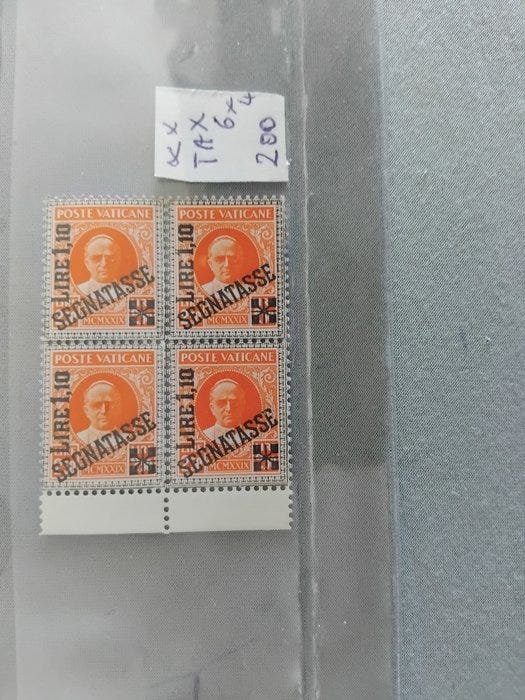 xx
TAX
6x4
200
POSTE VATICANE
LIRE 1,10
SEGNATASSE
MCMXXIX
POSTE VATICANE
LIRE 1,10
SEGNATASSE
MCMXXIX
POSTE VATICANE
LIRE 1,10
SEGNATASSE
MCMXXIX
POSTE VATICANE
LIRE 1,10
SEGNATASSE
MCMXXIX